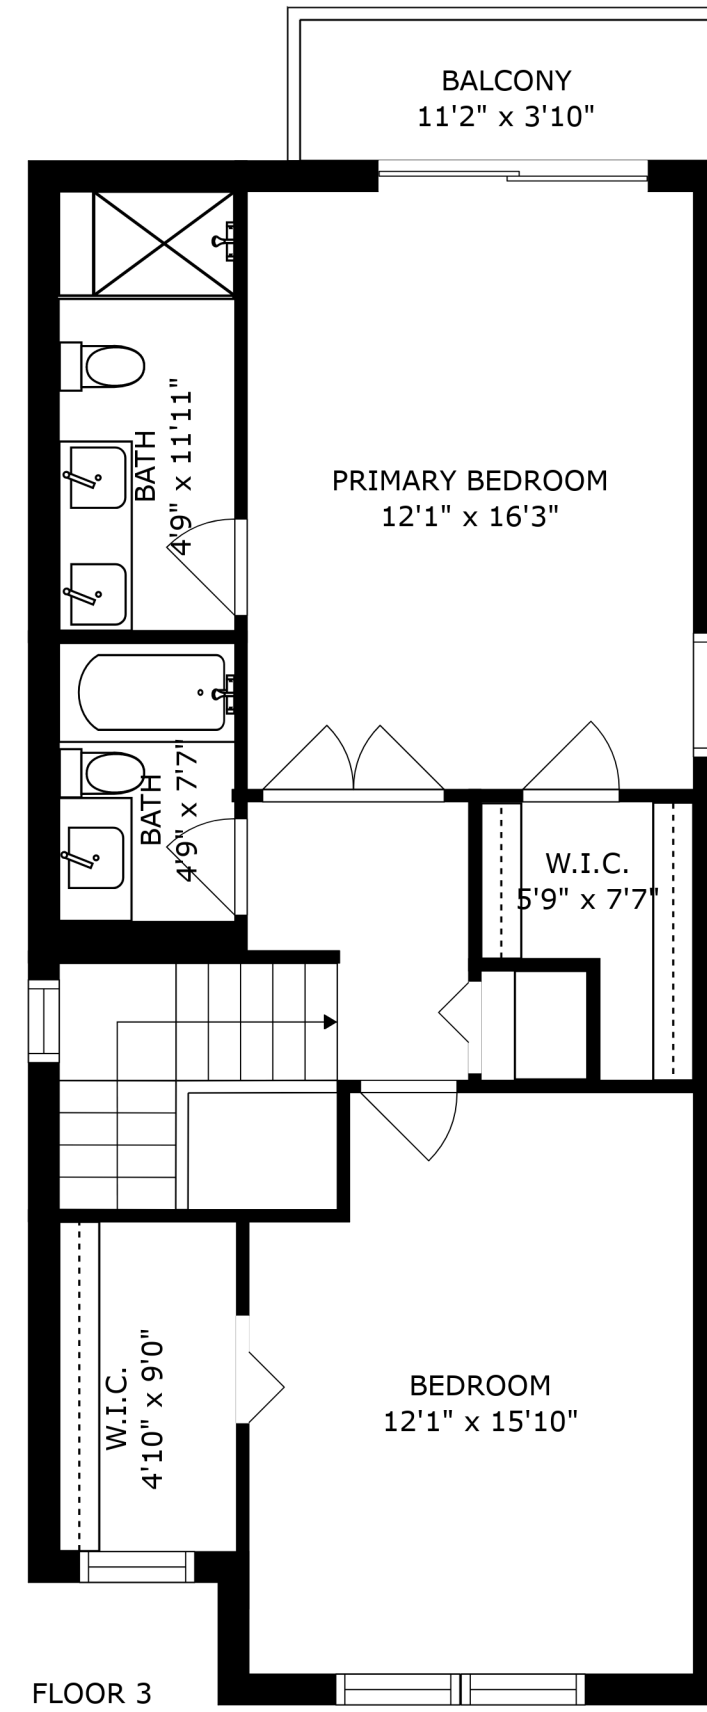 BALCONY
11'2" x 3'10"
BATH
4'9" x 11'11"
PRIMARY BEDROOM
12'1" x 16'3"
BATH
4'9" x 7'7"
W.I.C.
5'9" x 7'7"
W.I.C.
4'10" x 9'0"
BEDROOM
12'1" x 15'10"
FLOOR 3